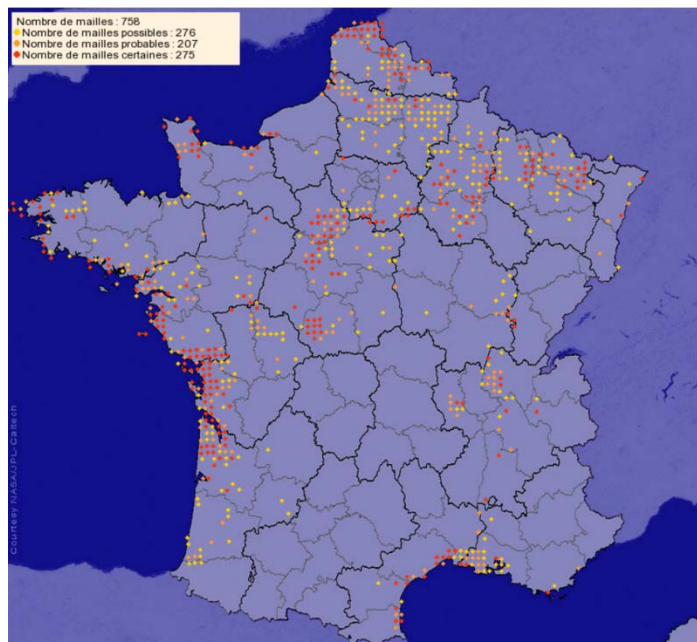 Nombre de mailles : 758
Nombre de mailles possibles : 276
Nombre de mailles probables : 207
Nombre de mailles certaines : 275
Courtesy NASA/JPL-Caltech